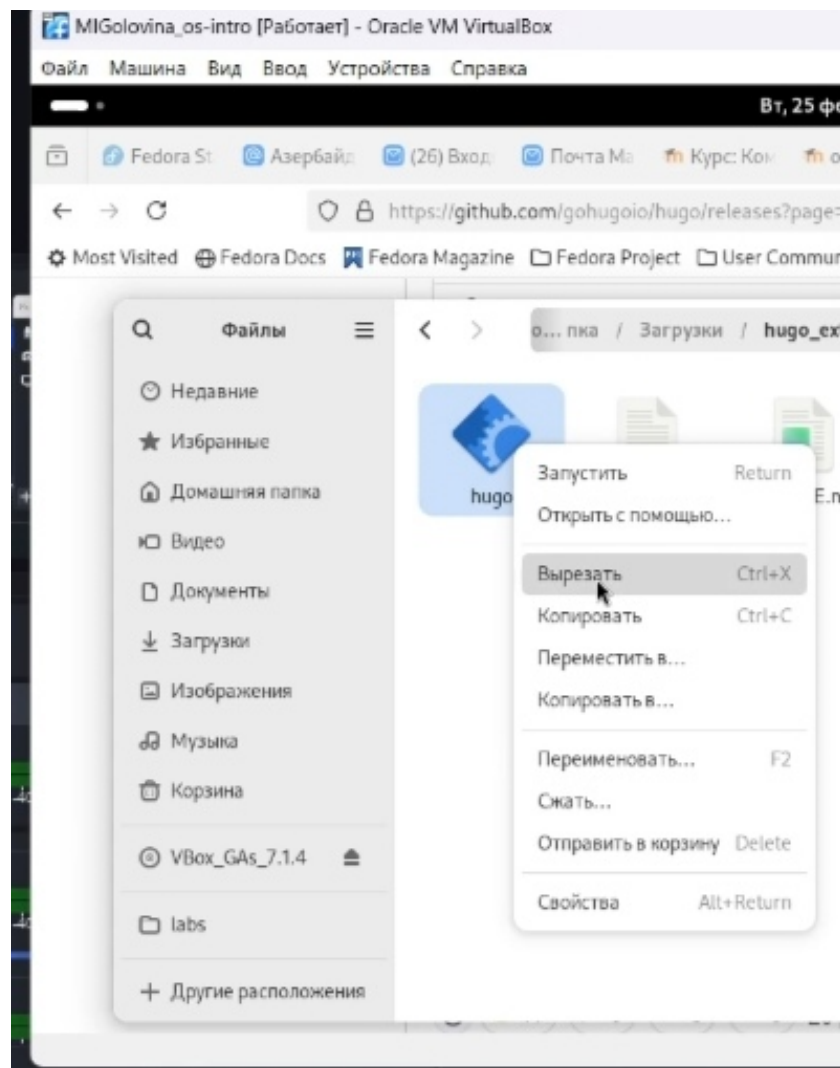 MIGolovina_os-intro [Работает] - Oracle VM VirtualBox
Файл Машина Вид Ввод Устройства Справка
Вт, 25 фе
Fedora St Азербайд (26) Вход Почта Ма Курс: Ком
https://github.com/gohugoio/hugo/releases?page=
Most Visited Fedora Docs Fedora Magazine Fedora Project User Commun
Файлы
о... пка / Загрузки / hugo_ex
Недавние
Избранные
Домашняя папка
Видео
Документы
Загрузки
Изображения
Музыка
Корзина
VBox_GAs_7.1.4
labs
Другие расположения
hugo
E.n
Запустить Return
Открыть с помощью...
Вырезать Ctrl+X
Копировать Ctrl+C
Переместить в...
Копировать в...
Переименовать... F2
Сжать...
Отправить в корзину Delete
Свойства Alt+Return